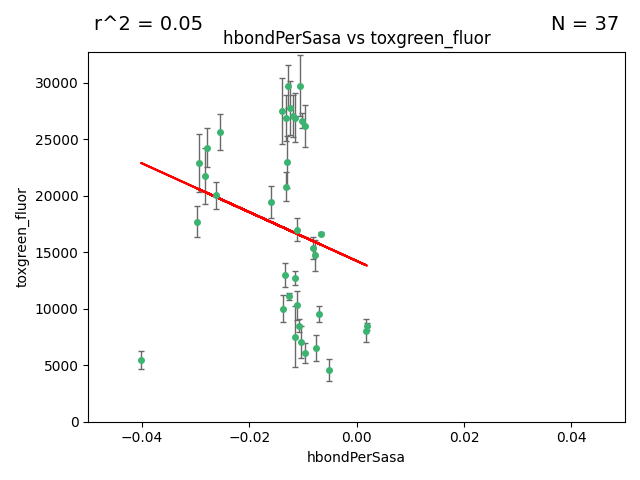 r^2 = 0.05
N = 37
hbondPerSasa vs toxgreen_fluor
toxgreen_fluor
30000
25000
20000
15000
10000
5000
0
−0.04
−0.02
0.00
0.02
0.04
hbondPerSasa